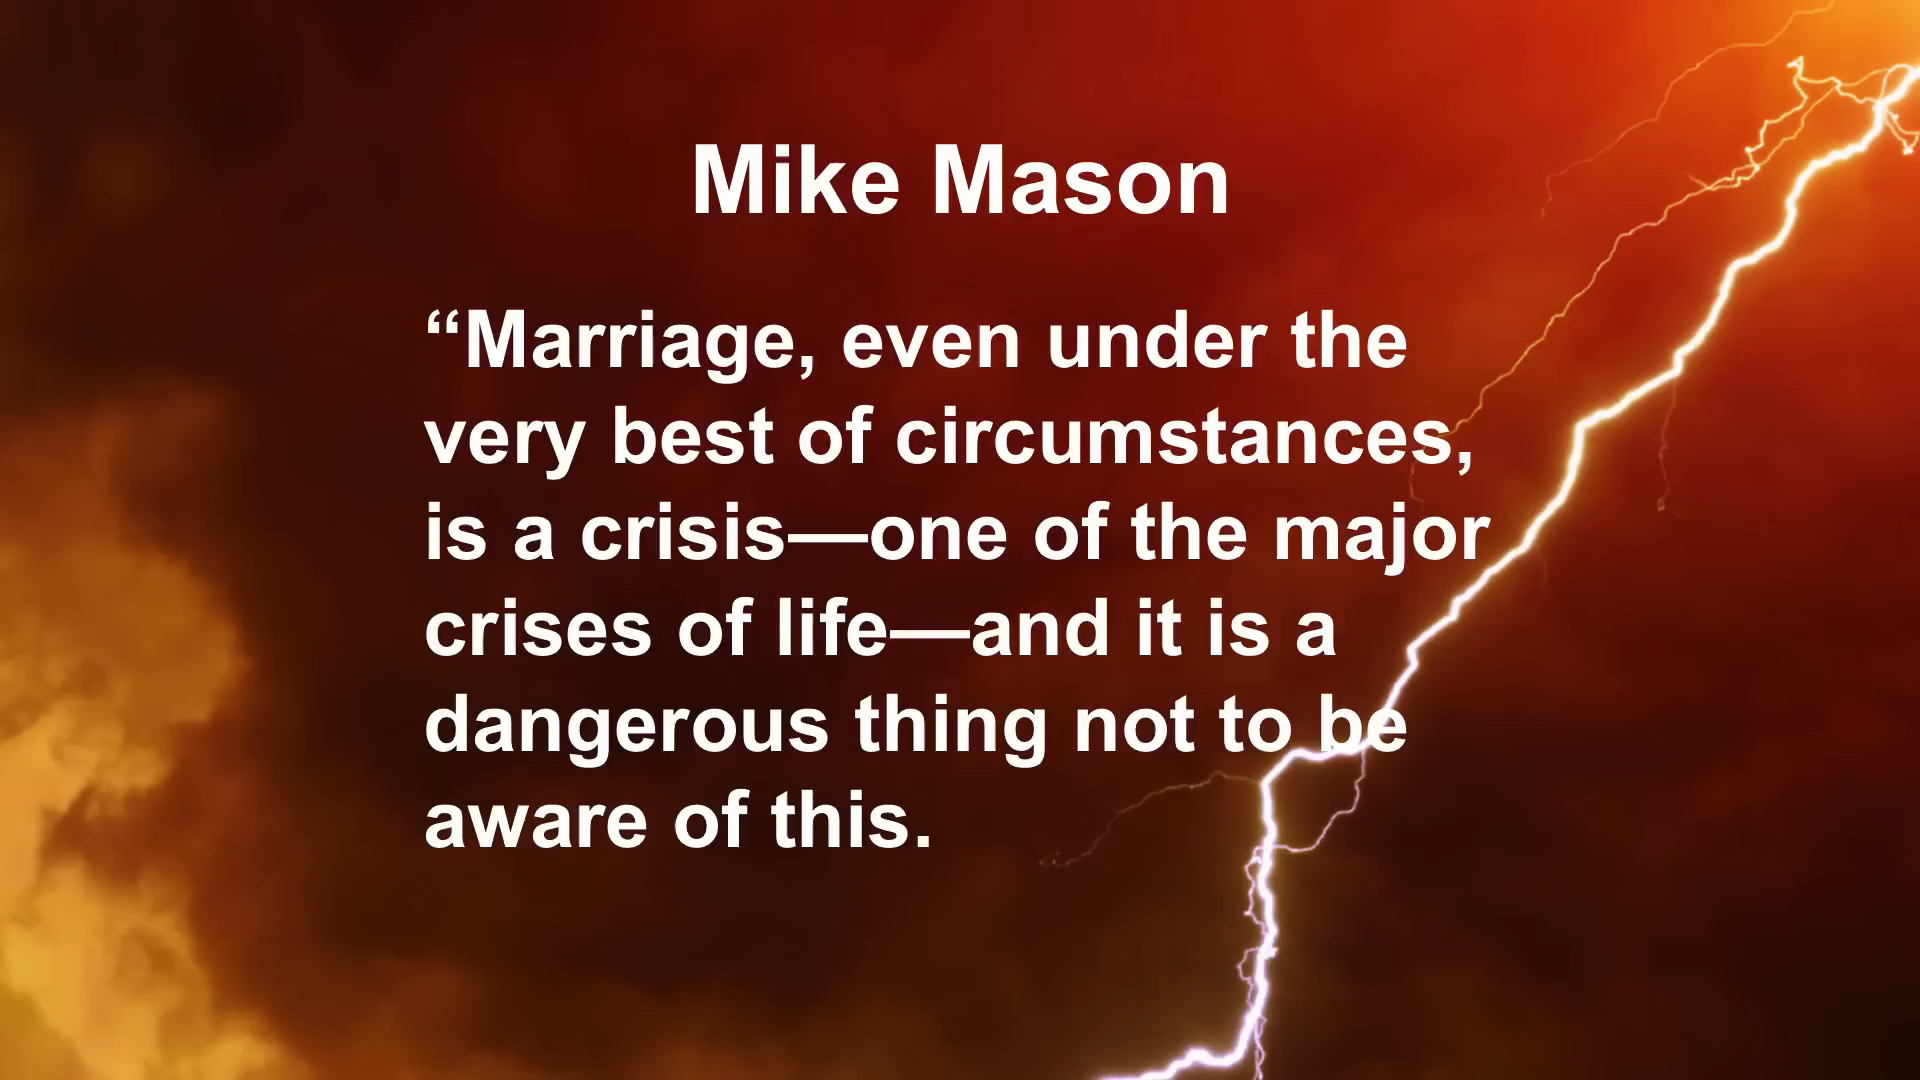 Mike Mason
“Marriage, even under the
very best of circumstances,
is a crisis—one of the major
crises of life—and it is a
dangerous thing not to be
aware of this.